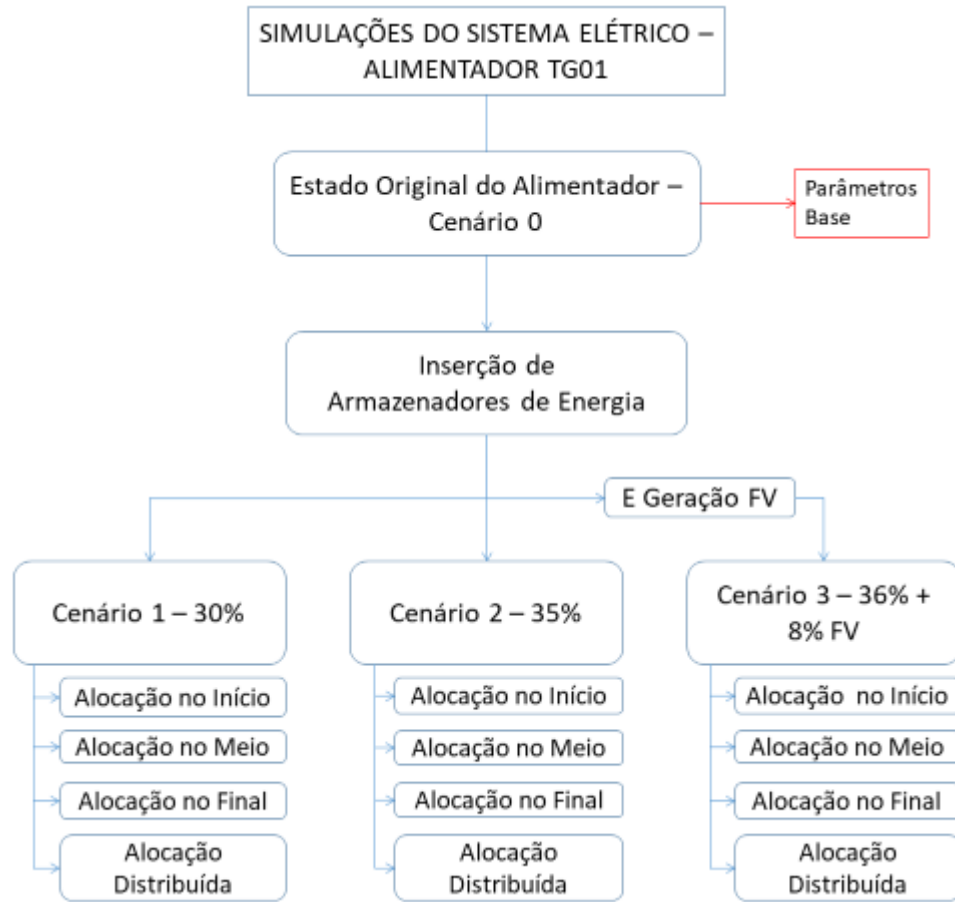 SIMULAÇÕES DO SISTEMA ELÉTRICO –
ALIMENTADOR TG01
Estado Original do Alimentador –
Cenário 0
Parâmetros
Base
Inserção de
Armazenadores de Energia
E Geração FV
Cenário 1 – 30%
Alocação no Início
Alocação no Meio
Alocação no Final
Alocação
Distribuída
Cenário 2 – 35%
Alocação no Início
Alocação no Meio
Alocação no Final
Alocação
Distribuída
Cenário 3 – 36% +
8% FV
Alocação no Início
Alocação no Meio
Alocação no Final
Alocação
Distribuída